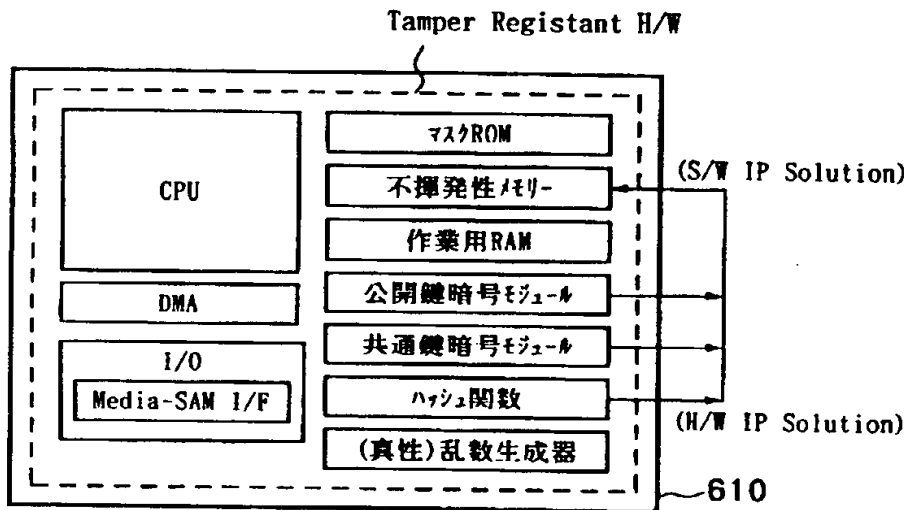 Tamper Registant H/W
CPU
DMA
I/O
Media-SAM I/F
マスクROM
不揮発性メモリー
作業用RAM
公開鍵暗号モジュール
共通鍵暗号モジュール
ハッシュ関数
(真性)乱数生成器
(S/W IP Solution)
(H/W IP Solution)
610